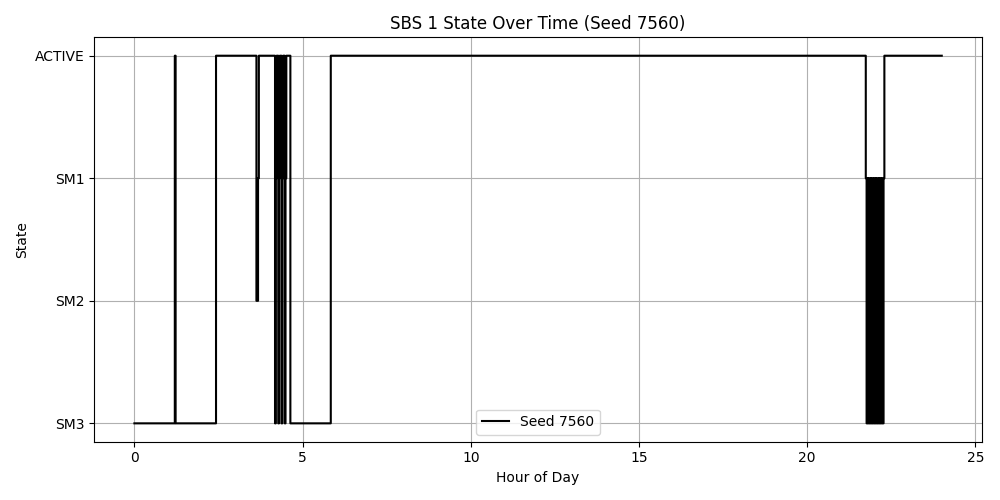 SBS 1 State Over Time (Seed 7560)
ACTIVE
SM1
SM2
SM3
State
0
5
10
15
20
25
Hour of Day
Seed 7560